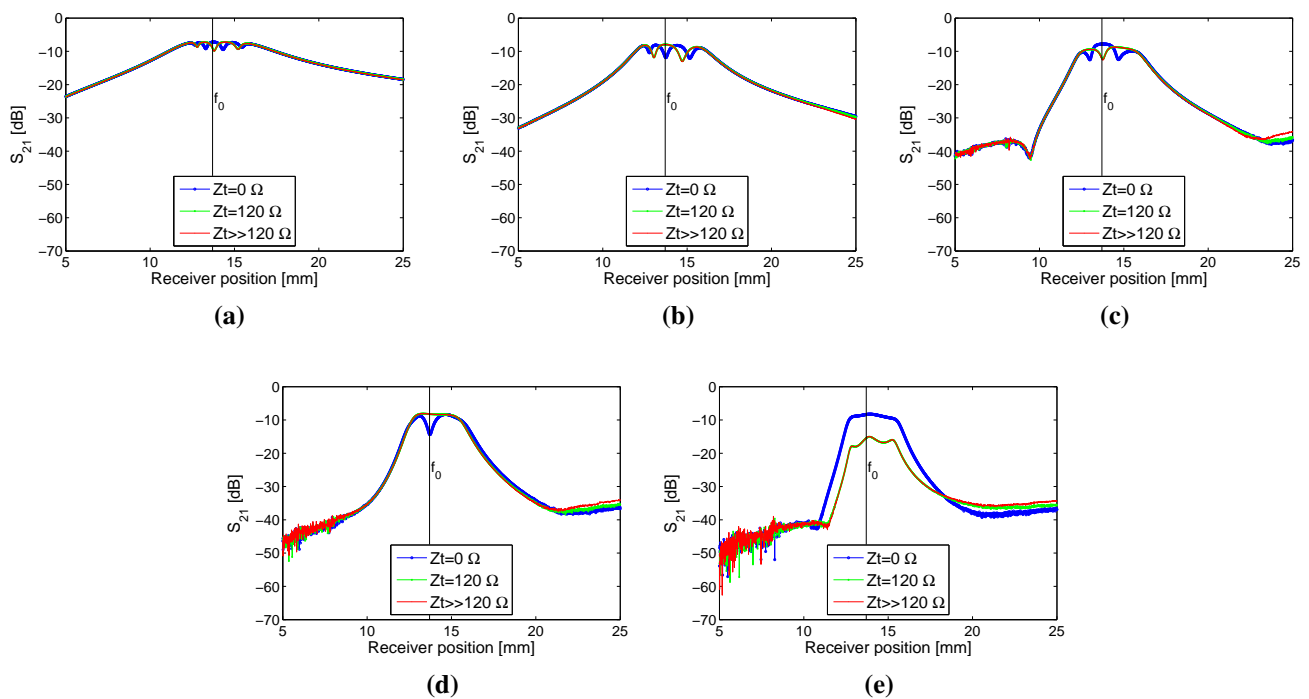 0
−10
−20
−30
−40
−50
−60
−70
S21 [dB]
f0
Zt=0 Ω
Zt=120 Ω
Zt>>120 Ω
5 10 15 20 25
Receiver position [mm]
(a)
0
−10
−20
−30
−40
−50
−60
−70
S21 [dB]
f0
Zt=0 Ω
Zt=120 Ω
Zt>>120 Ω
5 10 15 20 25
Receiver position [mm]
(b)
0
−10
−20
−30
−40
−50
−60
−70
S21 [dB]
f0
Zt=0 Ω
Zt=120 Ω
Zt>>120 Ω
5 10 15 20 25
Receiver position [mm]
(c)
0
−10
−20
−30
−40
−50
−60
−70
S21 [dB]
f0
Zt=0 Ω
Zt=120 Ω
Zt>>120 Ω
5 10 15 20 25
Receiver position [mm]
(d)
0
−10
−20
−30
−40
−50
−60
−70
S21 [dB]
f0
Zt=0 Ω
Zt=120 Ω
Zt>>120 Ω
5 10 15 20 25
Receiver position [mm]
(e)